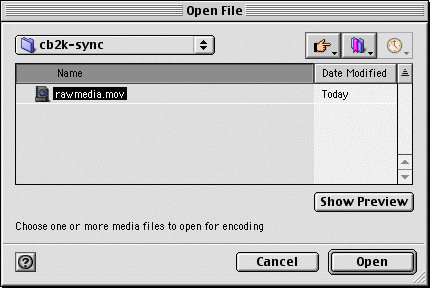 Open File
cb2k-sync
Name Date Modified
rawmedia.mov Today
Show Preview
Choose one or more media files to open for encoding
? Cancel Open